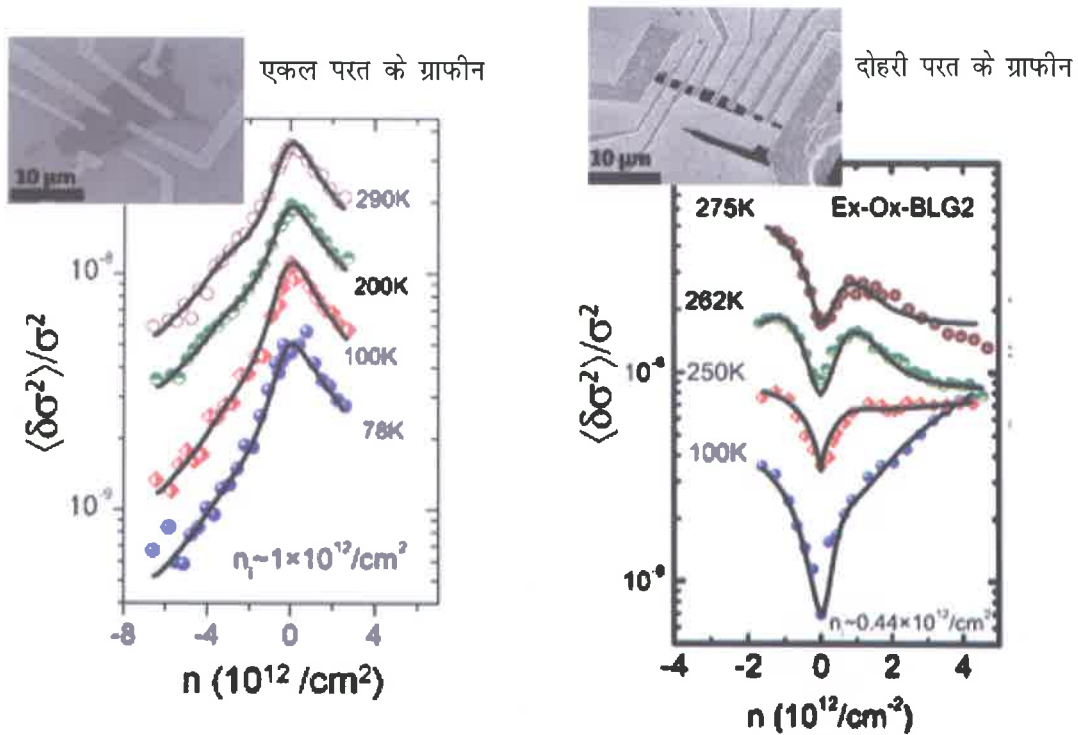 एकल परत के ग्राफीन
10 μm
290K
200K
100K
78K
10⁻⁸
10⁻⁹
⟨δσ²⟩/σ²
nᵢ~1×10¹²/cm²
-8 -4 0 4
n (10¹² /cm²)
दोहरी परत के ग्राफीन
10 μm
275K Ex-Ox-BLG2
262K
250K
100K
10⁻⁸
10⁻⁹
⟨δσ²⟩/σ²
nᵢ~0.44×10¹²/cm²
-4 -2 0 2 4
n (10¹²/cm⁻²)